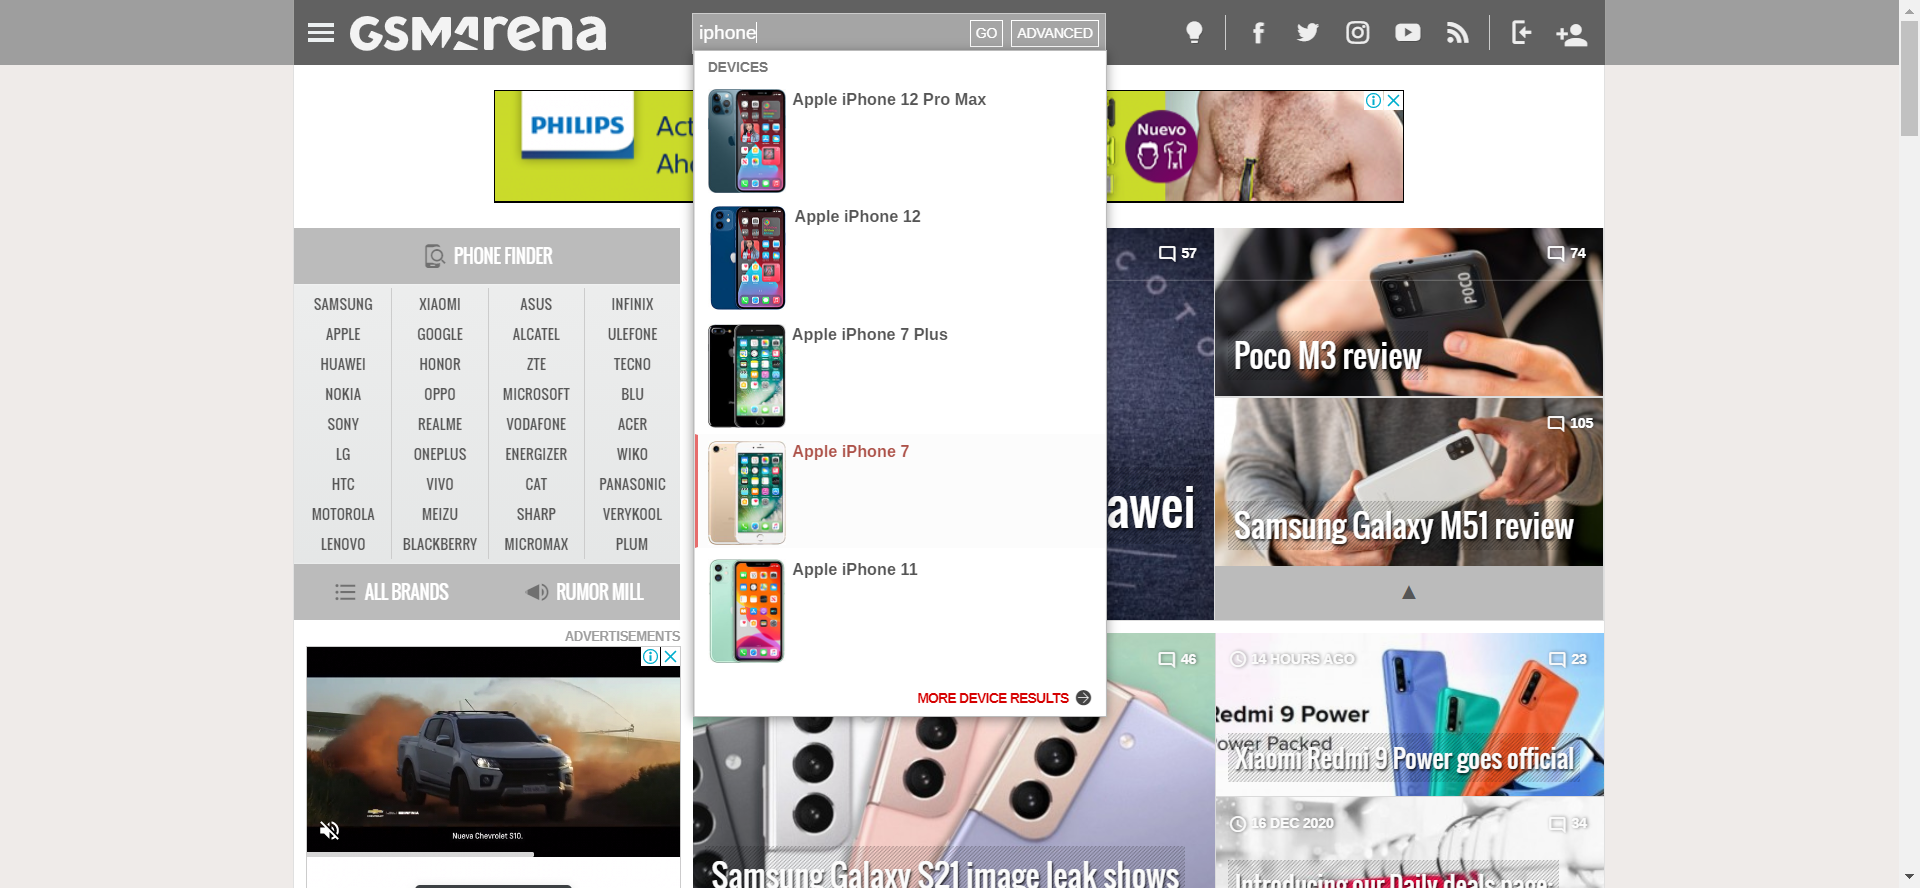 GSMArena
iphone
GO
ADVANCED
DEVICES
Apple iPhone 12 Pro Max
Apple iPhone 12
Apple iPhone 7 Plus
Apple iPhone 7
Apple iPhone 11
MORE DEVICE RESULTS
PHILIPS
Act
Aho
Nuevo
PHONE FINDER
SAMSUNG XIAOMI ASUS INFINIX
APPLE GOOGLE ALCATEL ULEFONE
HUAWEI HONOR ZTE TECNO
NOKIA OPPO MICROSOFT BLU
SONY REALME VODAFONE ACER
LG ONEPLUS ENERGIZER WIKO
HTC VIVO CAT PANASONIC
MOTOROLA MEIZU SHARP VERYKOOL
LENOVO BLACKBERRY MICROMAX PLUM
ALL BRANDS RUMOR MILL
ADVERTISEMENTS
CHEVROLET
Nueva Chevrolet S10.
57
awei
74
POCO
Poco M3 review
105
Samsung Galaxy M51 review
▲
46
Samsung Galaxy S21 image leak shows
14 HOURS AGO
23
Redmi 9 Power
ower Packed
Xiaomi Redmi 9 Power goes official
16 DEC 2020
34
Introducing our Daily deals page: